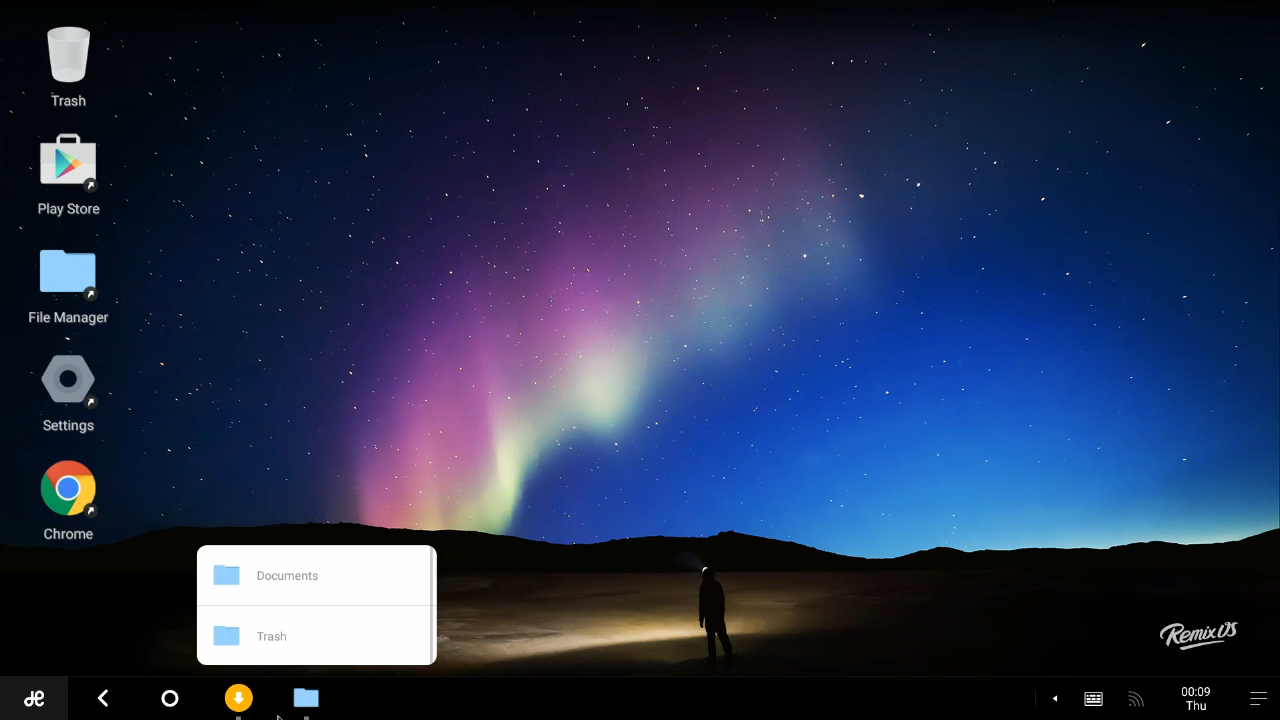 Trash
Play Store
File Manager
Settings
Chrome
Documents
Trash
Remix OS
00:09
Thu